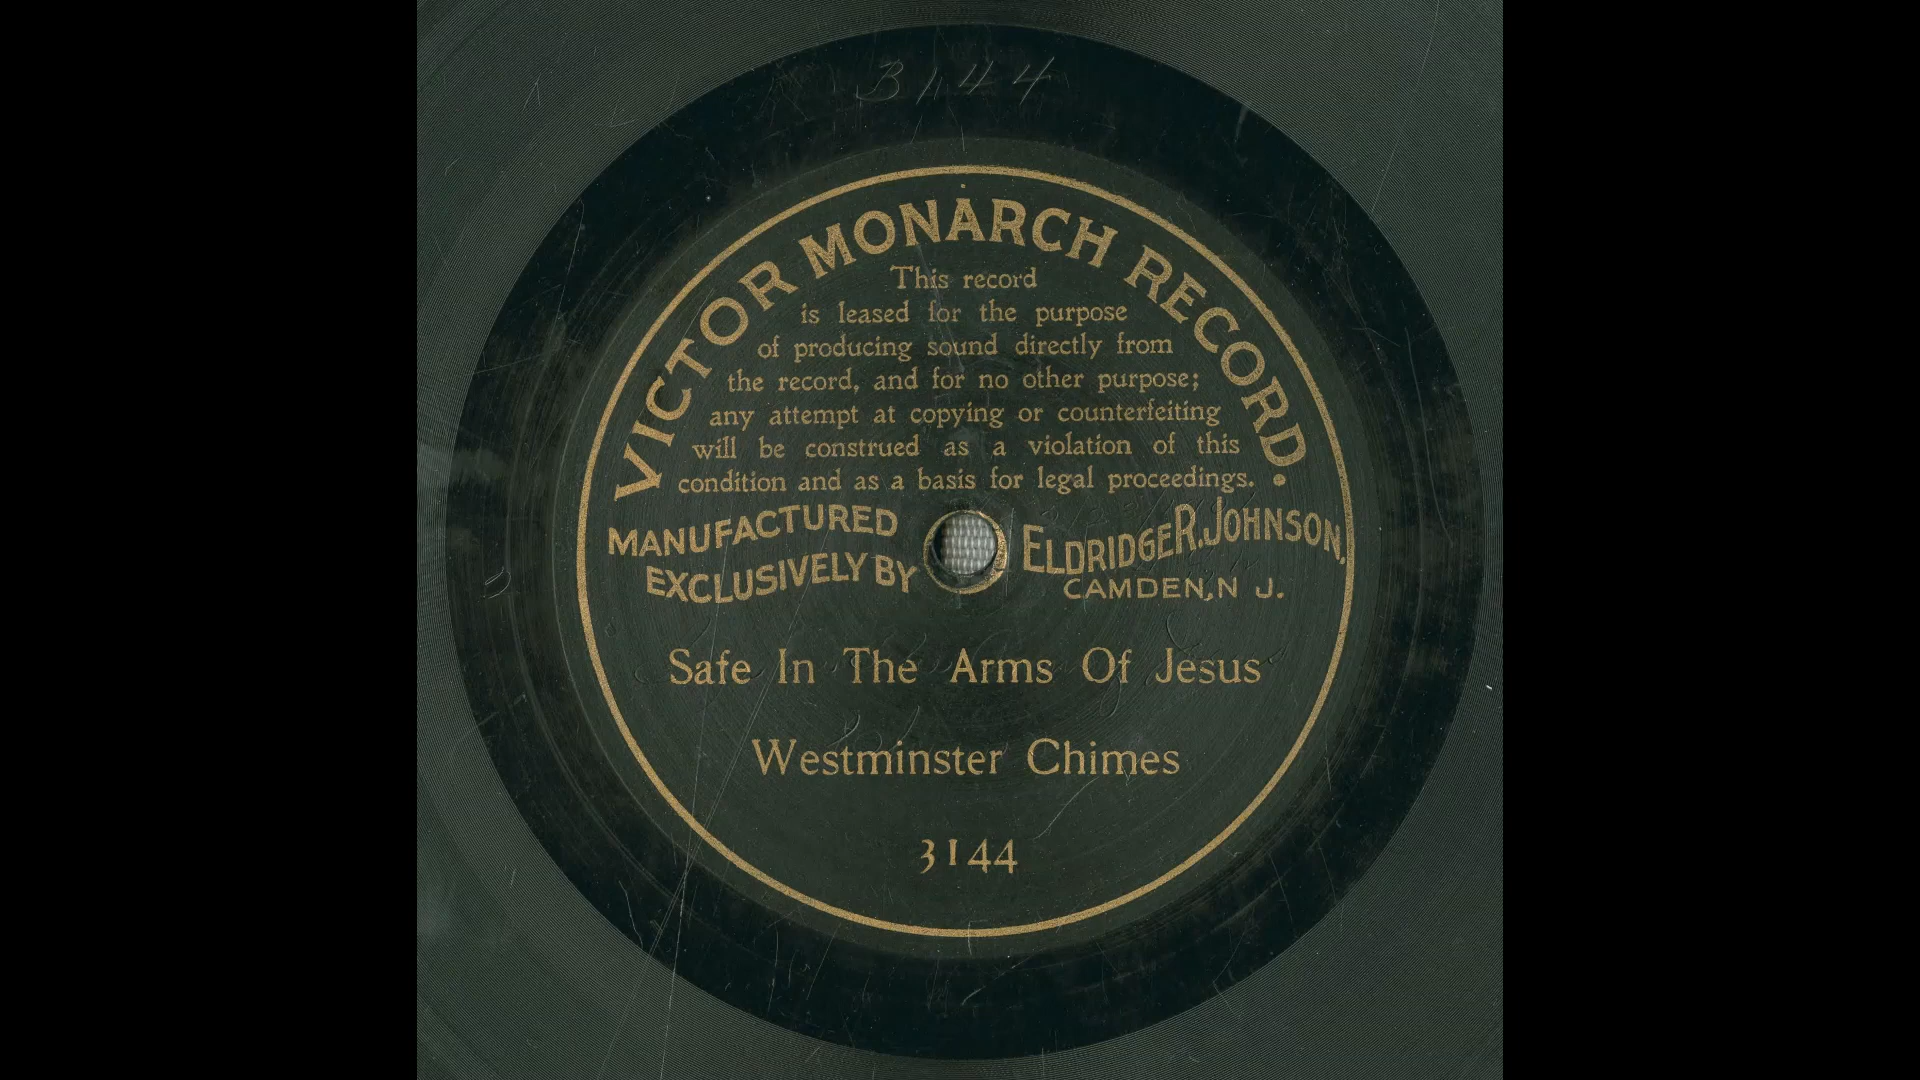 3144
VICTOR MONARCH RECORD.
This record
is leased for the purpose
of producing sound directly from
the record, and for no other purpose;
any attempt at copying or counterfeiting
will be construed as a violation of this
condition and as a basis for legal proceedings.
MANUFACTURED
EXCLUSIVELY BY
ELDRIDGE R. JOHNSON,
CAMDEN, N J.
Safe In The Arms Of Jesus
Westminster Chimes
3144